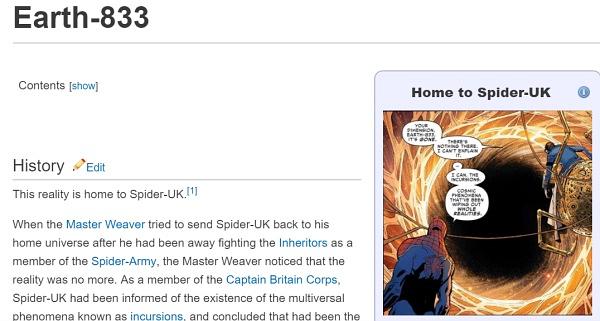 Earth-833
Contents [show]
History Edit
This reality is home to Spider-UK.[1]
When the Master Weaver tried to send Spider-UK back to his
home universe after he had been away fighting the Inheritors as a
member of the Spider-Army, the Master Weaver noticed that the
reality was no more. As a member of the Captain Britain Corps,
Spider-UK had been informed of the existence of the multiversal
phenomena known as incursions, and concluded that had been the
Home to Spider-UK
YOUR
DIMENSION,
EARTH-833,
IT'S GONE.
THERE'S
NOTHING THERE.
I CAN'T EXPLAIN
IT.
...
I CAN. THE
INCURSIONS.
COSMIC
PHENOMENA
THAT'VE BEEN
WIPING OUT
WHOLE
REALITIES.